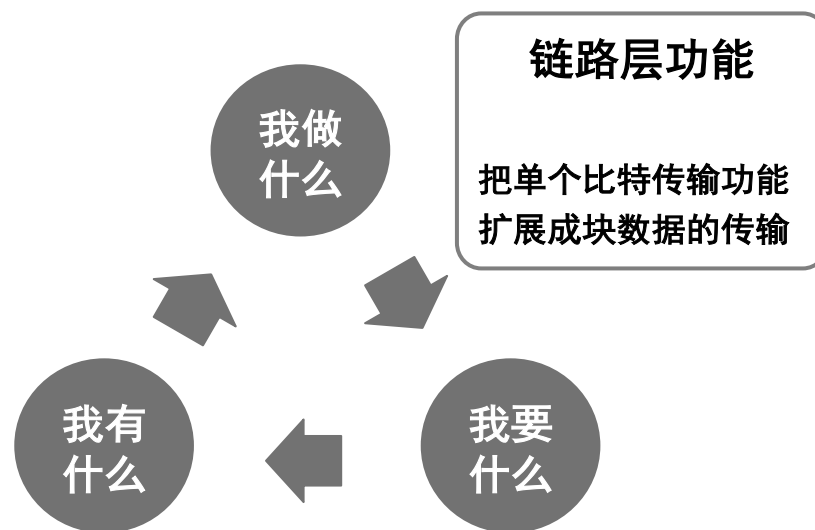 链路层功能
我做
什么
把单个比特传输功能
扩展成块数据的传输
我有
什么
我要
什么